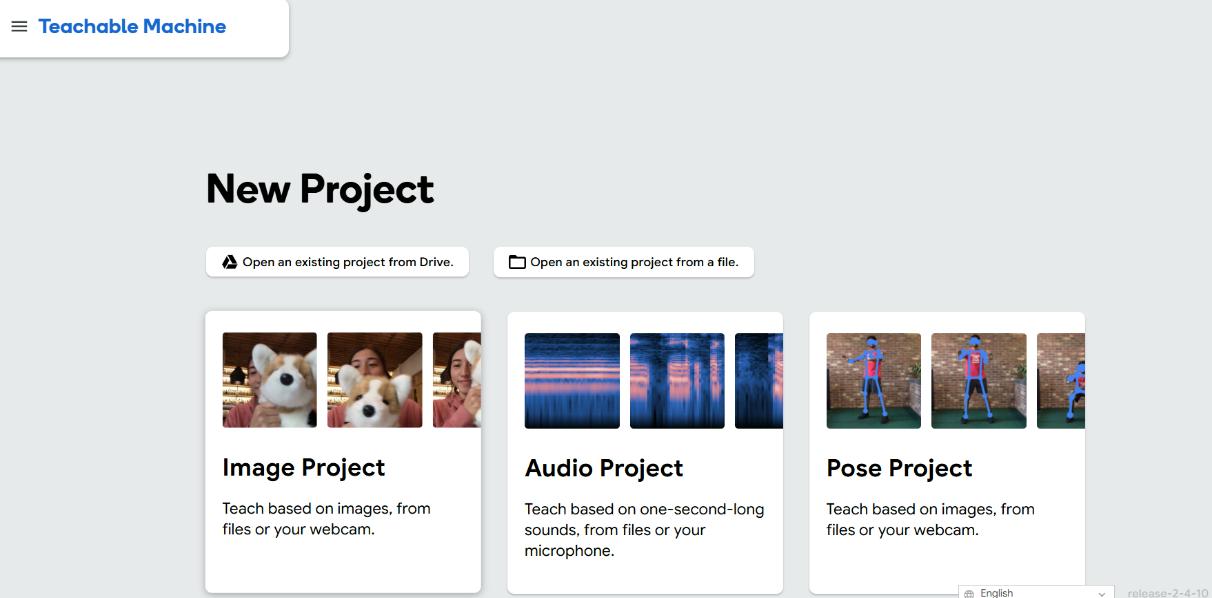 Teachable Machine
New Project
Open an existing project from Drive.
Open an existing project from a file.
Image Project
Teach based on images, from
files or your webcam.
Audio Project
Teach based on one-second-long
sounds, from files or your
microphone.
Pose Project
Teach based on images, from
files or your webcam.
English
release-2-4-10